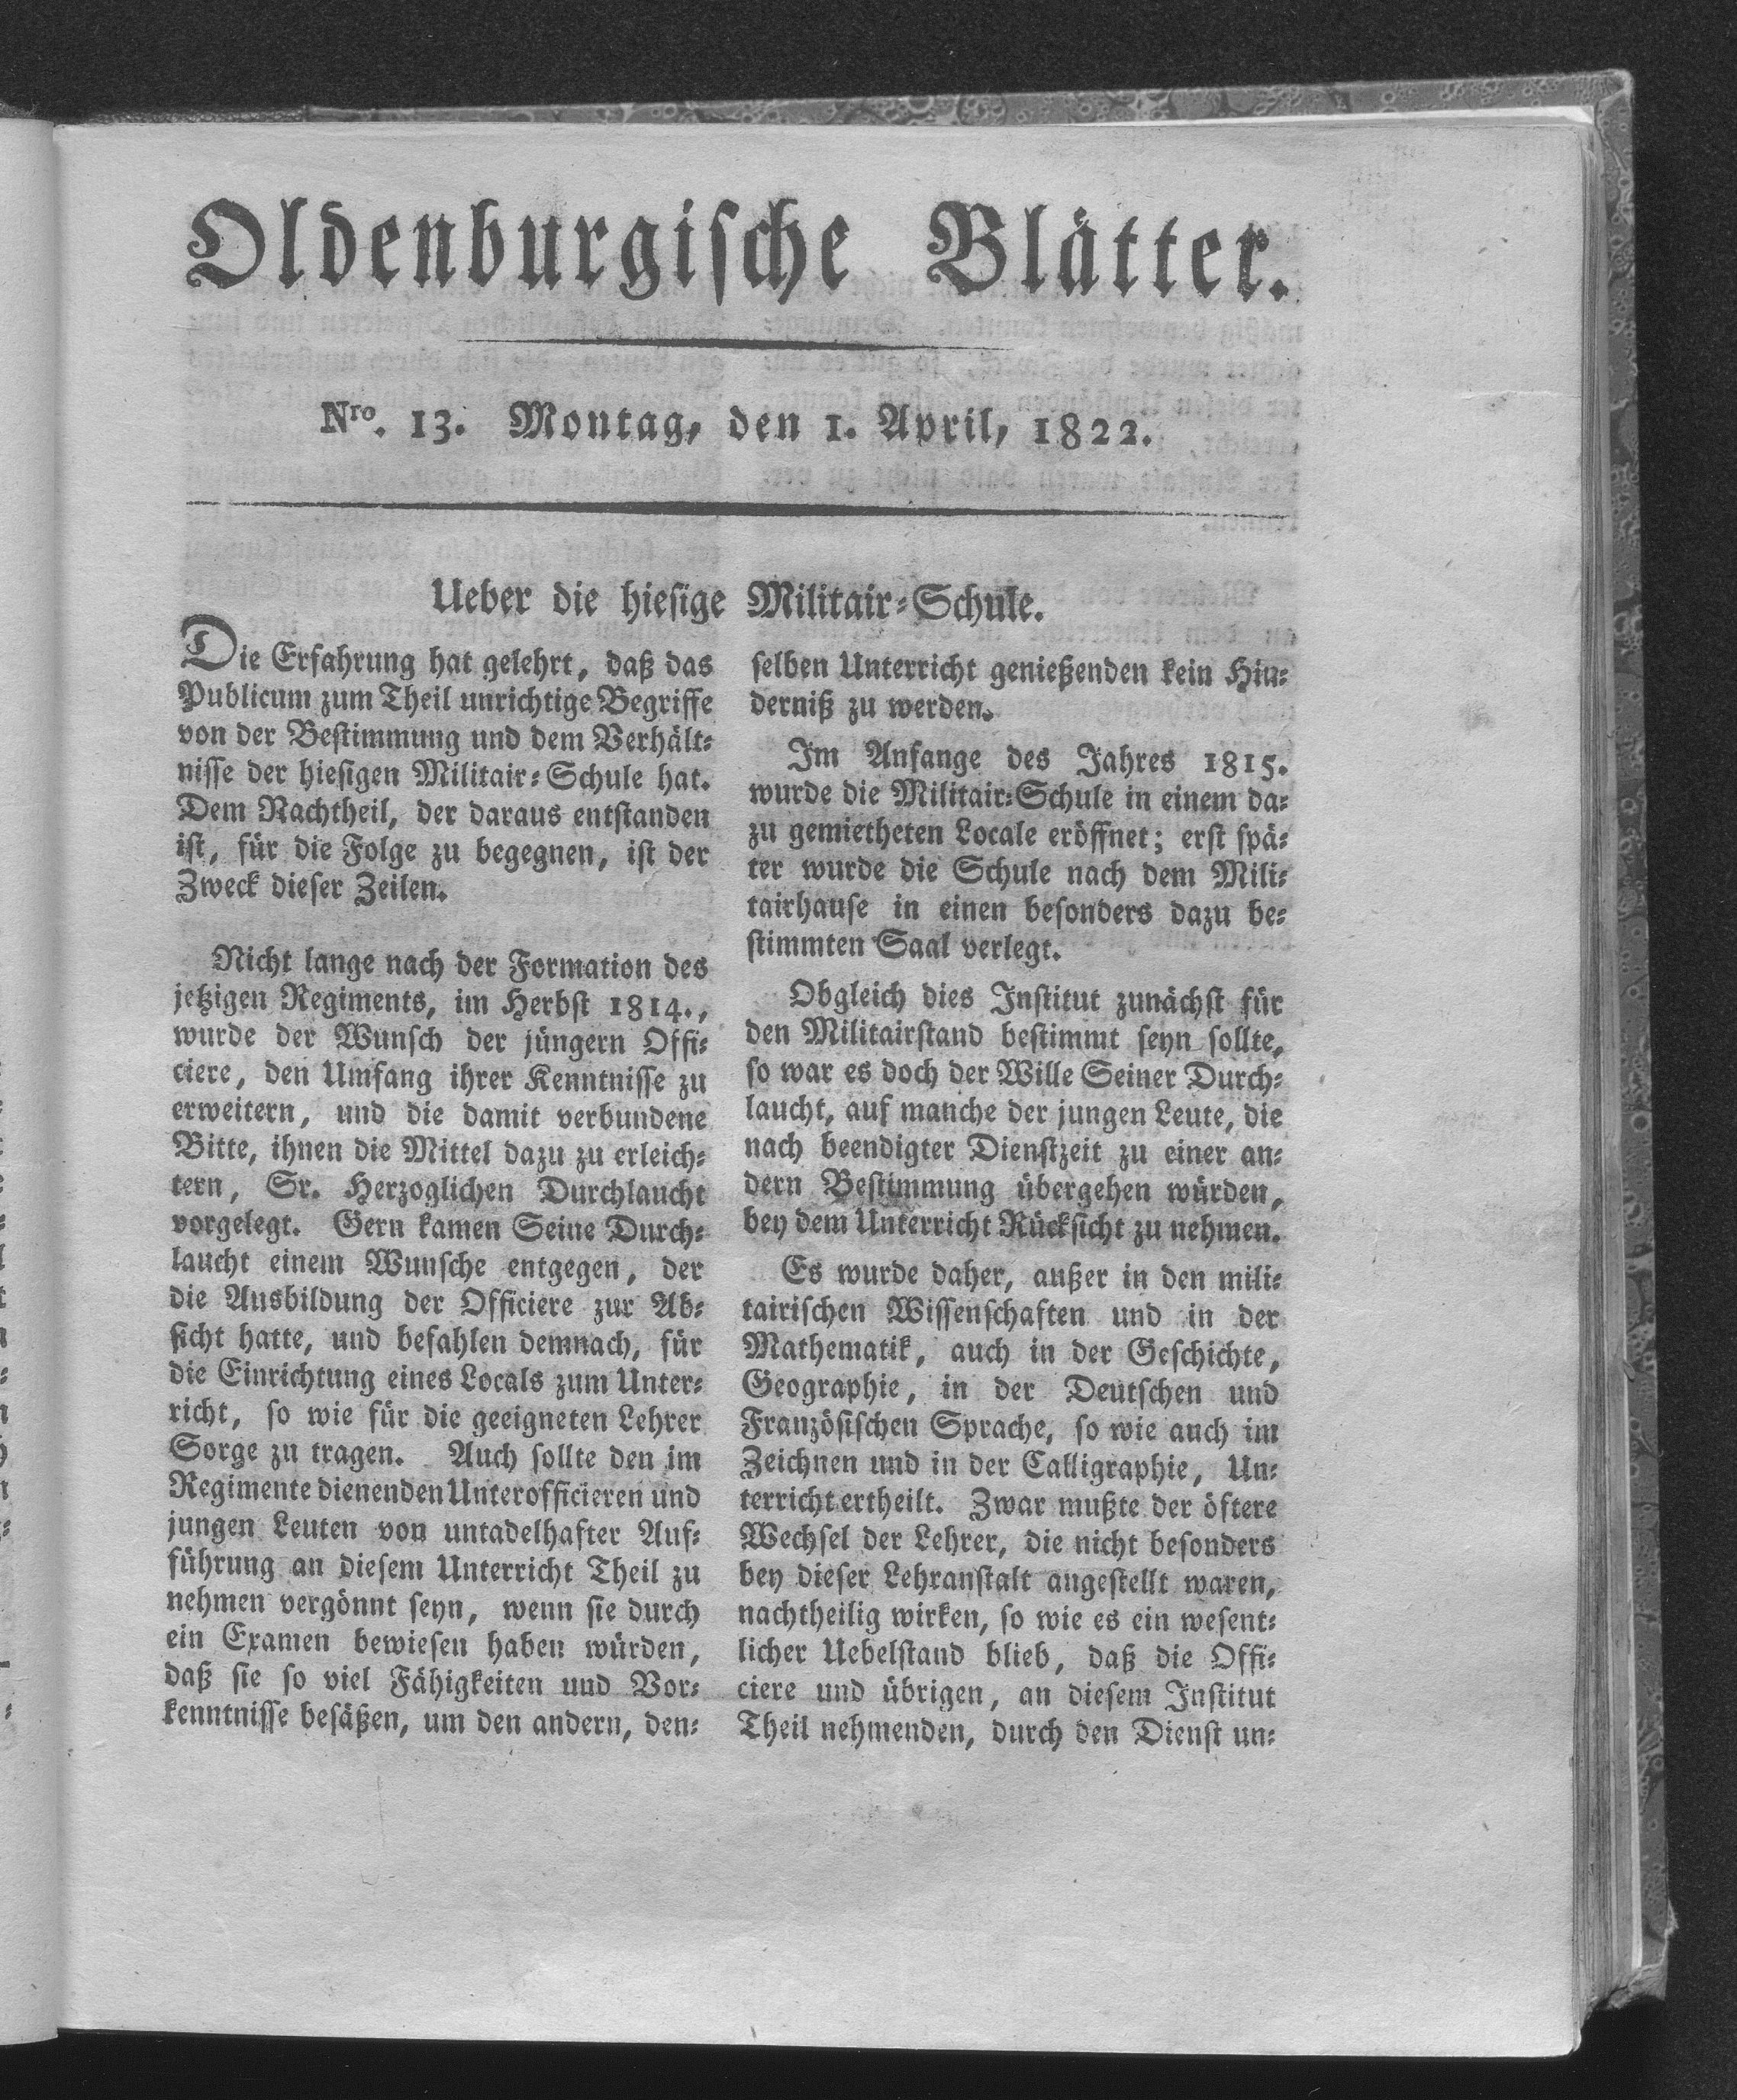 Oldenburgische Blätter.
Nro. 13. Montag, den 1. April, 1822.
Ueber die hiesige Militair-Schule.
Die Erfahrung hat gelehrt, daß das
Publicum zum Theil unrichtige Begriffe
von der Bestimmung und dem Verhält-
nisse der hiesigen Militair-Schule hat.
Dem Nachtheil, der daraus entstanden
ist, für die Folge zu begegnen, ist der
Zweck dieser Zeilen.
Nicht lange nach der Formation des
jetzigen Regiments, im Herbst 1814.,
wurde der Wunsch der jüngern Offi-
ciere, den Umfang ihrer Kenntnisse zu
erweitern, und die damit verbundene
Bitte, ihnen die Mittel dazu zu erleich-
tern, Sr. Herzoglichen Durchlaucht
vorgelegt. Gern kamen Seine Durch-
laucht einem Wunsche entgegen, der
die Ausbildung der Officiere zur Ab-
sicht hatte, und befahlen demnach, für
die Einrichtung eines Locals zum Unter-
richt, so wie für die geeigneten Lehrer
Sorge zu tragen. Auch sollte den im
Regimente dienenden Unterofficieren und
jungen Leuten von untadelhafter Auf-
führung an diesem Unterricht Theil zu
nehmen vergönnt seyn, wenn sie durch
ein Examen bewiesen haben würden,
daß sie so viel Fähigkeiten und Vor-
kenntnisse besäßen, um den andern, den-
selben Unterricht genießenden kein Hin-
derniß zu werden.
Im Anfange des Jahres 1815.
wurde die Militair-Schule in einem da-
zu gemietheten Locale eröffnet; erst spä-
ter wurde die Schule nach dem Mili-
tairhause in einen besonders dazu be-
stimmten Saal verlegt.
Obgleich dies Institut zunächst für
den Militairstand bestimmt seyn sollte,
so war es doch der Wille Seiner Durch-
laucht, auf manche der jungen Leute, die
nach beendigter Dienstzeit zu einer an-
dern Bestimmung übergehen würden,
bey dem Unterricht Rücksicht zu nehmen.
Es wurde daher, außer in den mili-
tairischen Wissenschaften und in der
Mathematik, auch in der Geschichte,
Geographie, in der Deutschen und
Französischen Sprache, so wie auch im
Zeichnen und in der Calligraphie, Un-
terricht ertheilt. Zwar mußte der öftere
Wechsel der Lehrer, die nicht besonders
bey dieser Lehranstalt angestellt waren,
nachtheilig wirken, so wie es ein wesent-
licher Uebelstand blieb, daß die Offi-
ciere und übrigen, an diesem Institut
Theil nehmenden, durch den Dienst un-